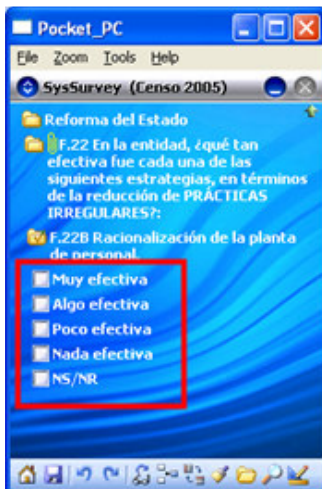 Pocket_PC
File Zoom Tools Help
SysSurvey (Censo 2005)
Reforma del Estado
F.22 En la entidad, ¿qué tan
efectiva fue cada una de las
siguientes estrategias, en términos
de la reducción de PRÁCTICAS
IRREGULARES?:
F.22B Racionalización de la planta
de personal.
Muy efectiva
Algo efectiva
Poco efectiva
Nada efectiva
NS/NR